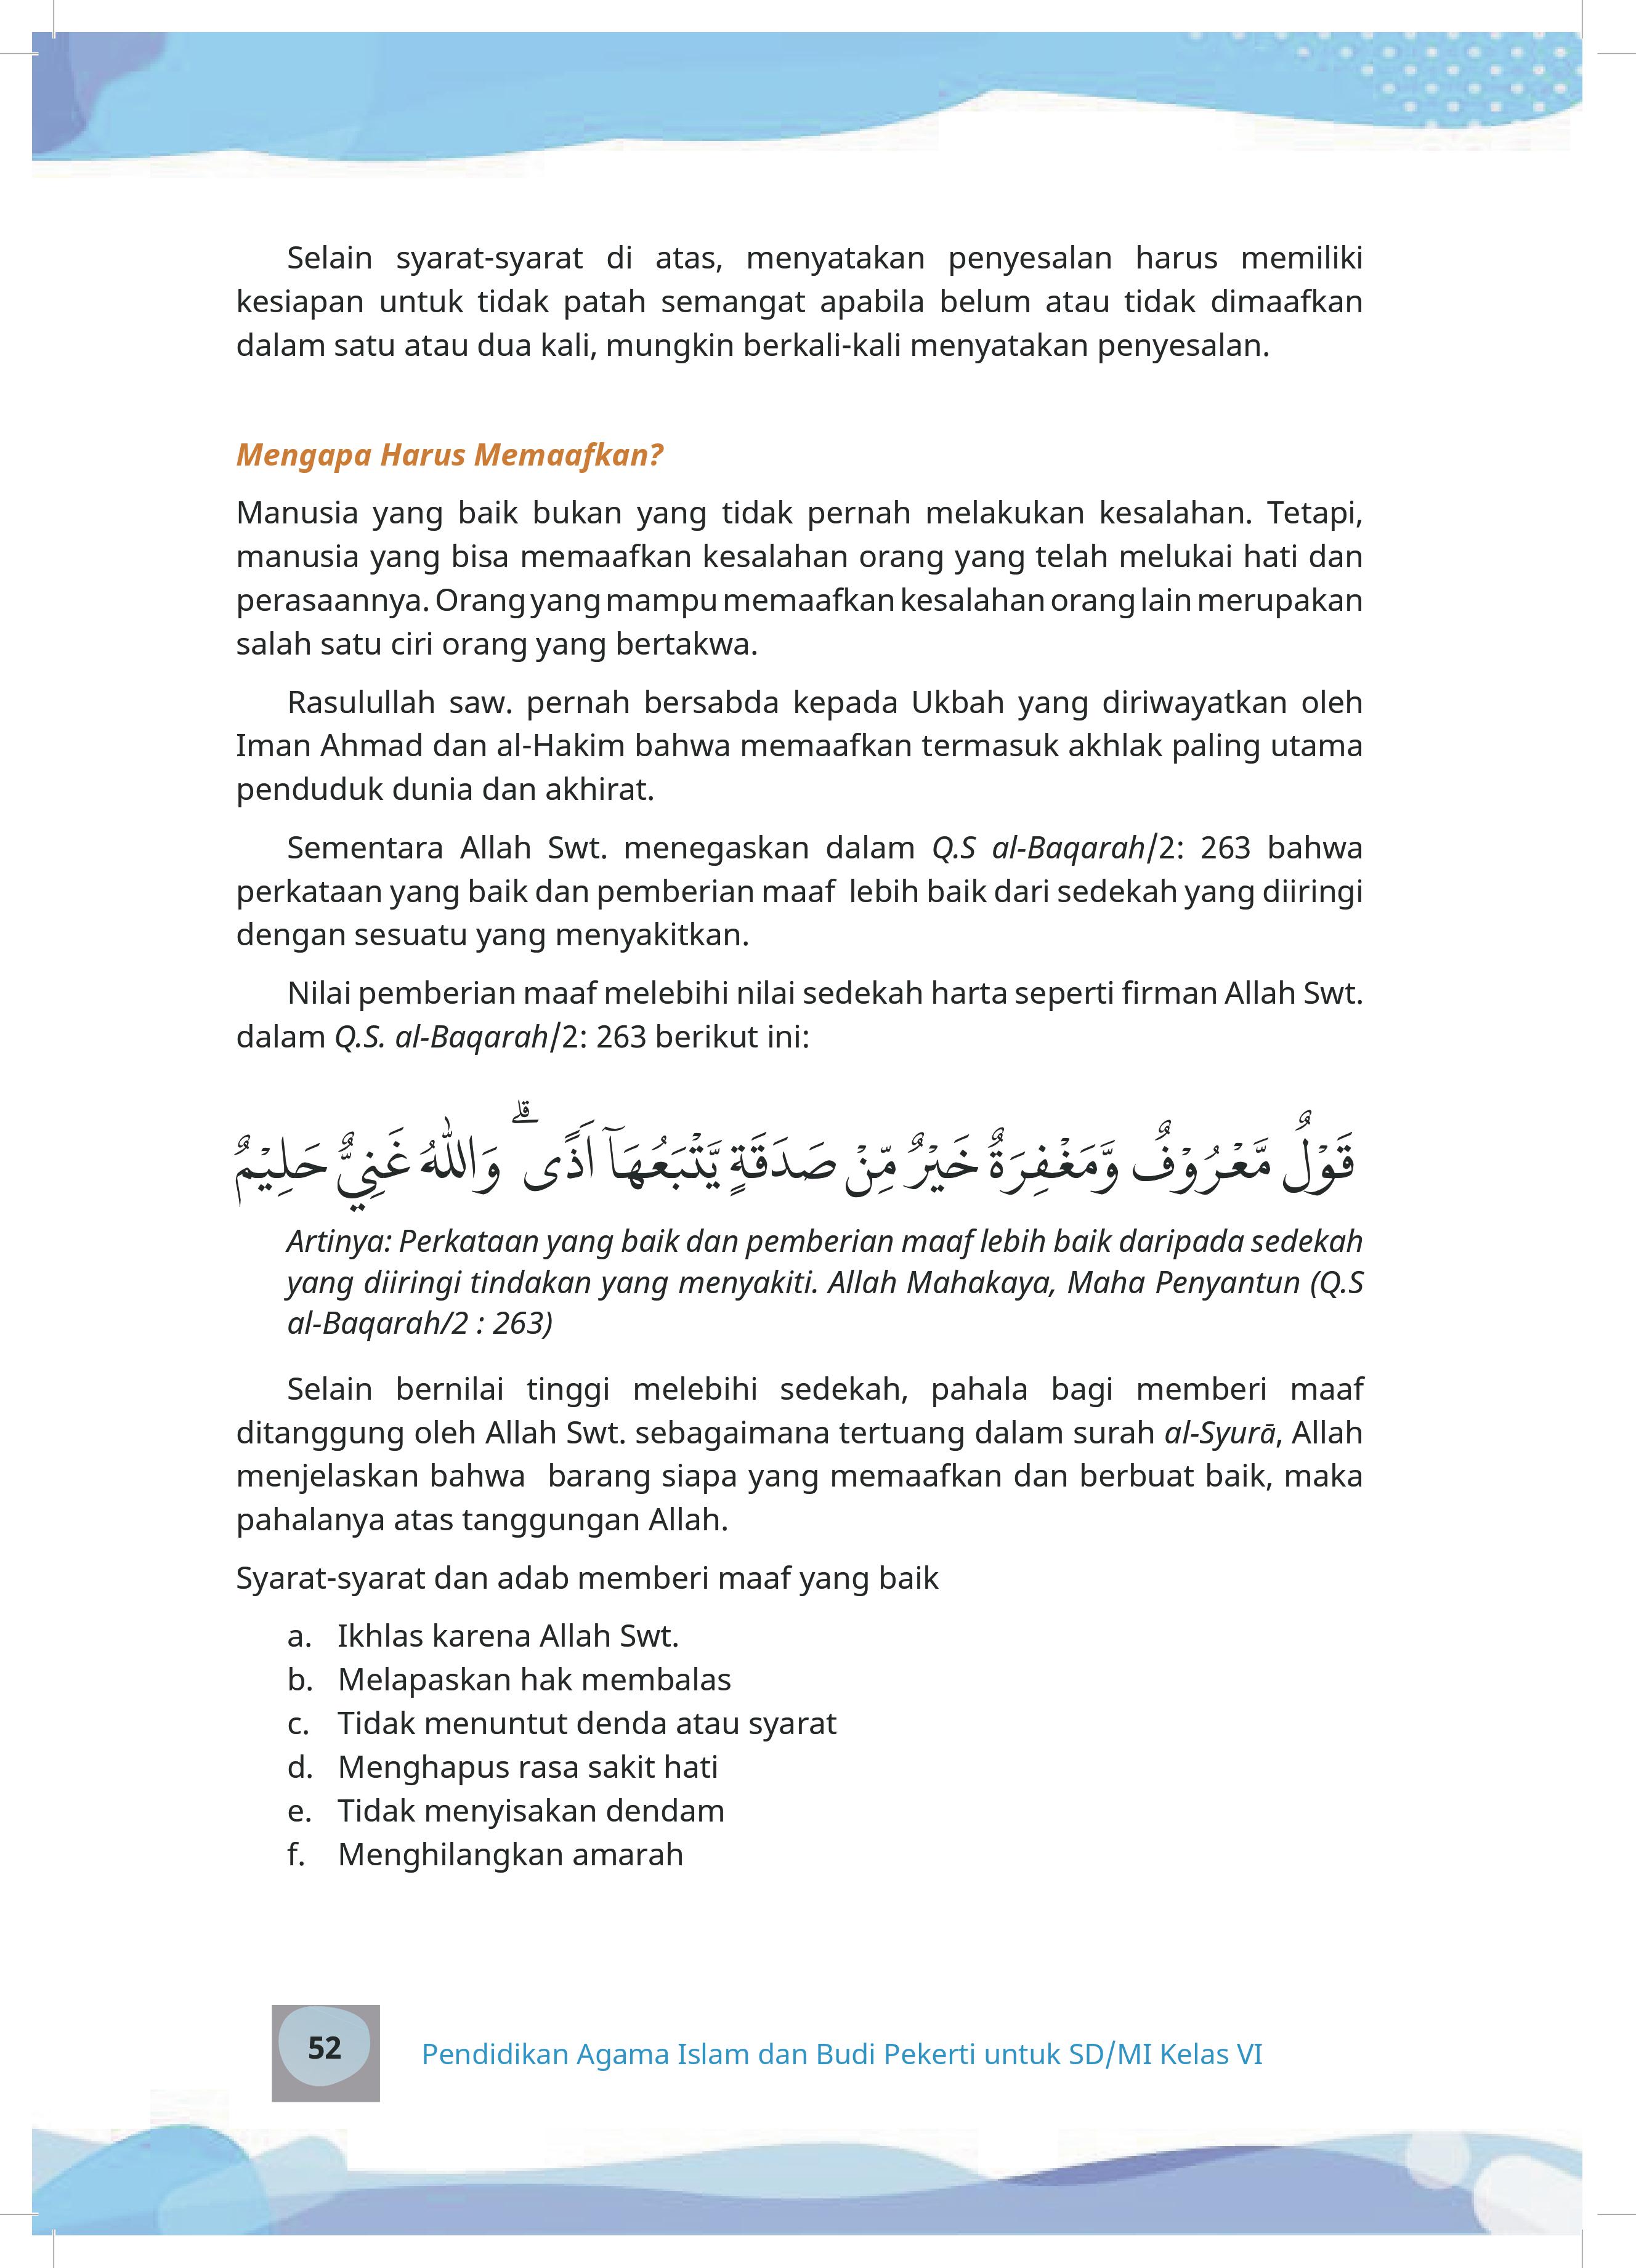 Selain syarat-syarat di atas, menyatakan penyesalan harus memiliki
kesiapan untuk tidak patah semangat apabila belum atau tidak dimaafkan
dalam satu atau dua kali, mungkin berkali-kali menyatakan penyesalan.
Mengapa Harus Memaafkan?
Manusia yang baik bukan yang tidak pernah melakukan kesalahan. Tetapi,
manusia yang bisa memaafkan kesalahan orang yang telah melukai hati dan
perasaannya. Orang yang mampu memaafkan kesalahan orang lain merupakan
salah satu ciri orang yang bertakwa.
Rasulullah saw. pernah bersabda kepada Ukbah yang diriwayatkan oleh
Iman Ahmad dan al-Hakim bahwa memaafkan termasuk akhlak paling utama
penduduk dunia dan akhirat.
Sementara Allah Swt. menegaskan dalam Q.S al-Baqarah/2: 263 bahwa
perkataan yang baik dan pemberian maaf lebih baik dari sedekah yang diiringi
dengan sesuatu yang menyakitkan.
Nilai pemberian maaf melebihi nilai sedekah harta seperti firman Allah Swt.
dalam Q.S. al-Baqarah/2: 263 berikut ini:
قَوْلٌ مَّعْرُوْفٌ وَّمَغْفِرَةٌ خَيْرٌ مِّنْ صَدَقَةٍ يَّتْبَعُهَآ اَذًى ۗ وَاللّٰهُ غَنِيٌّ حَلِيْمٌ
Artinya: Perkataan yang baik dan pemberian maaf lebih baik daripada sedekah
yang diiringi tindakan yang menyakiti. Allah Mahakaya, Maha Penyantun (Q.S
al-Baqarah/2 : 263)
Selain bernilai tinggi melebihi sedekah, pahala bagi memberi maaf
ditanggung oleh Allah Swt. sebagaimana tertuang dalam surah al-Syurā, Allah
menjelaskan bahwa barang siapa yang memaafkan dan berbuat baik, maka
pahalanya atas tanggungan Allah.
Syarat-syarat dan adab memberi maaf yang baik
a. Ikhlas karena Allah Swt.
b. Melapaskan hak membalas
c. Tidak menuntut denda atau syarat
d. Menghapus rasa sakit hati
e. Tidak menyisakan dendam
f. Menghilangkan amarah
52
Pendidikan Agama Islam dan Budi Pekerti untuk SD/MI Kelas VI